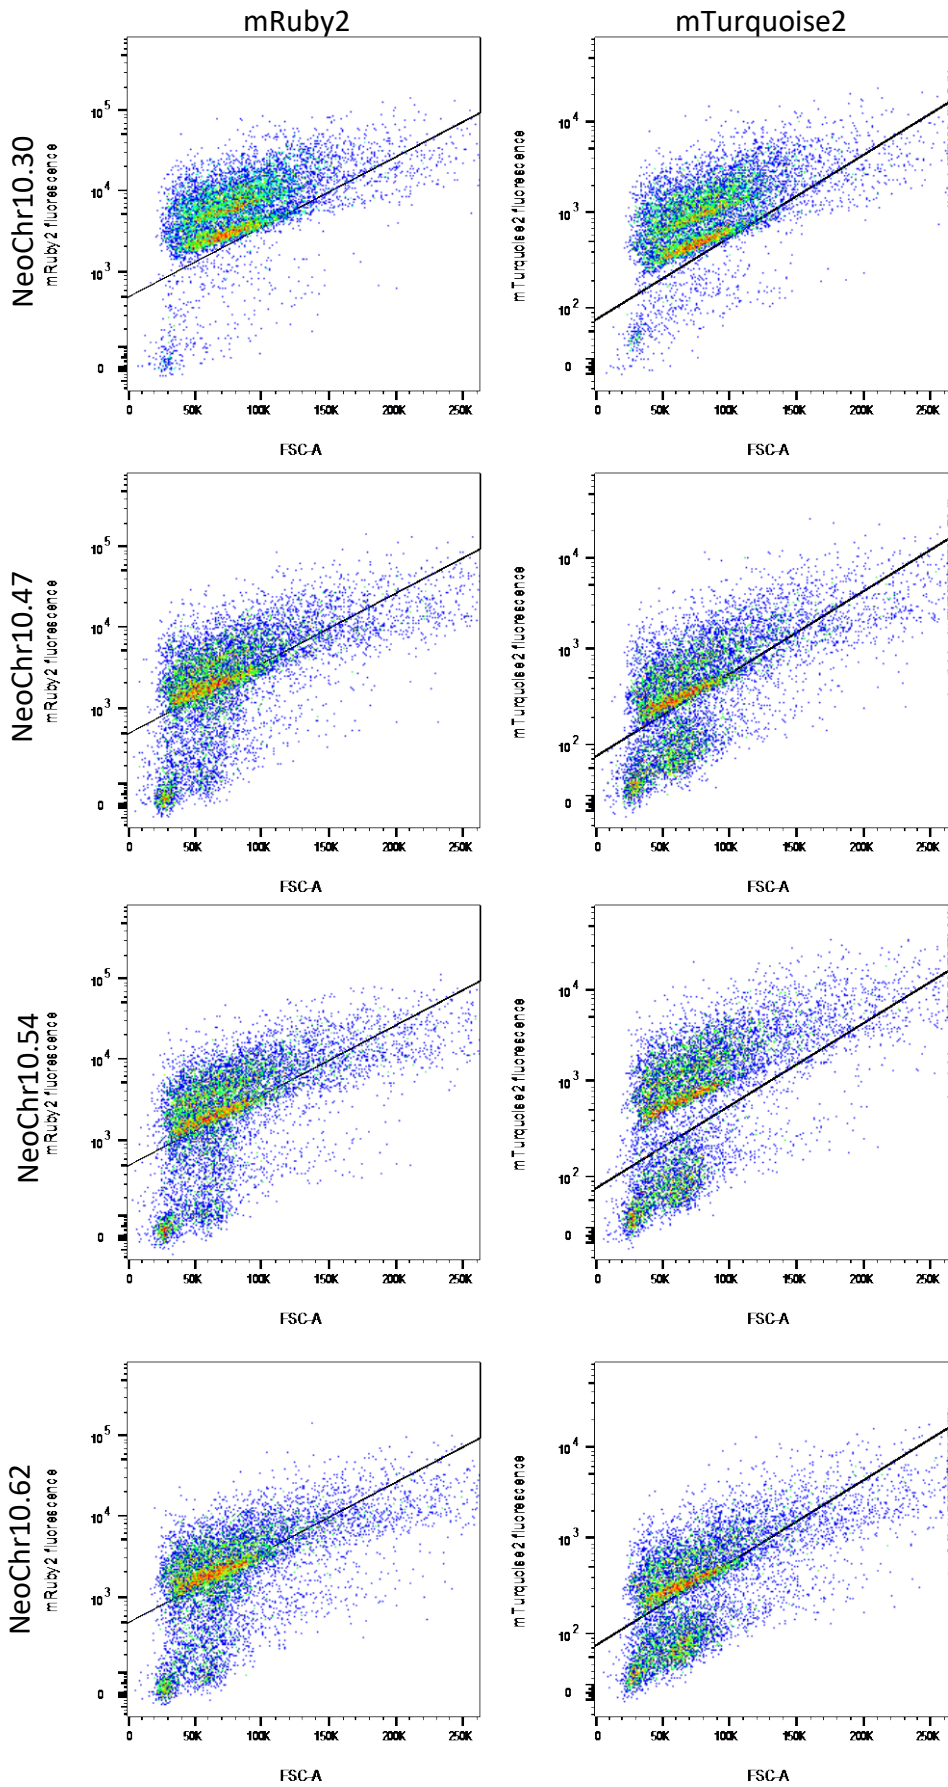 mRuby2 mTurquoise2
NeoChr10.30
mRuby2 fluorescence
10^5
10^4
10^3
0
0 50K 100K 150K 200K 250K
FSC-A
mTurquoise2 fluorescence
10^4
10^3
10^2
0
0 50K 100K 150K 200K 250K
FSC-A
NeoChr10.47
mRuby2 fluorescence
10^5
10^4
10^3
0
0 50K 100K 150K 200K 250K
FSC-A
mTurquoise2 fluorescence
10^4
10^3
10^2
0
0 50K 100K 150K 200K 250K
FSC-A
NeoChr10.54
mRuby2 fluorescence
10^5
10^4
10^3
0
0 50K 100K 150K 200K 250K
FSC-A
mTurquoise2 fluorescence
10^4
10^3
10^2
0
0 50K 100K 150K 200K 250K
FSC-A
NeoChr10.62
mRuby2 fluorescence
10^5
10^4
10^3
0
0 50K 100K 150K 200K 250K
FSC-A
mTurquoise2 fluorescence
10^4
10^3
10^2
0
0 50K 100K 150K 200K 250K
FSC-A